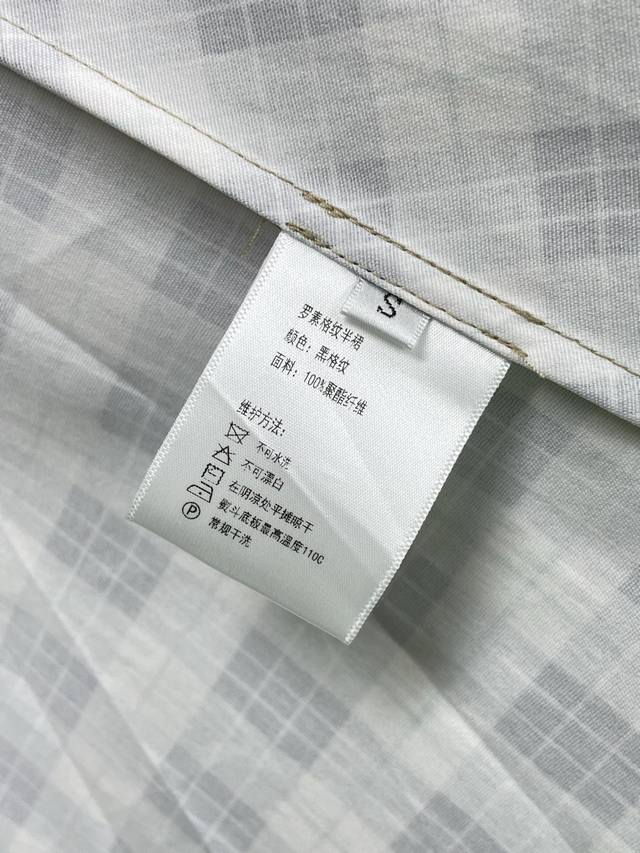 S
罗素格纹半裙
颜色：黑格纹
面料：100%聚酯纤维
维护方法：
不可水洗
不可漂白
在阴凉处平摊晾干
熨斗底板最高温度110C
P 常规干洗